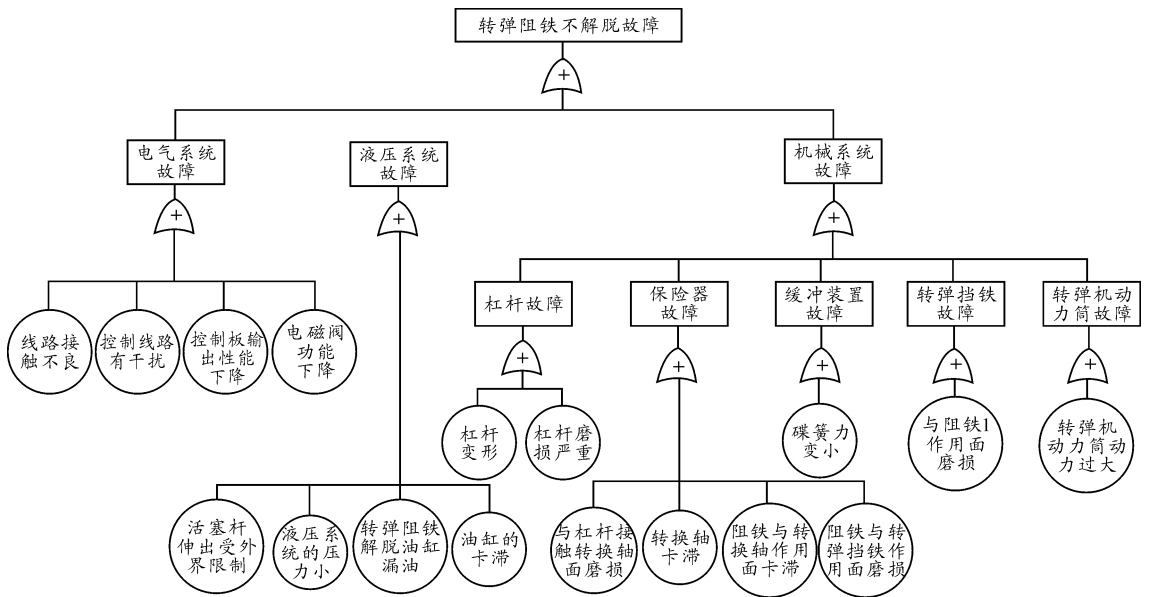 转弹阻铁不解脱故障
+
电气系统
故障
液压系统
故障
机械系统
故障
+
+
+
杠杆故障
保险器
故障
缓冲装置
故障
转弹挡铁
故障
转弹机动
力筒故障
线路接
触不良
控制线路
有干扰
控制板输
出性能
下降
电磁阀
功能
下降
+
+
+
+
+
杠杆
变形
杠杆磨
损严重
碟簧力
变小
与阻铁1
作用面
磨损
转弹机
动力筒动
力过大
活塞杆
伸出受外
界限制
液压系
统的压
力小
转弹阻铁
解脱油缸
漏油
油缸的
卡滞
与杠杆接
触转换轴
面磨损
转换轴
卡滞
阻铁与转
换轴作用
面卡滞
阻铁与转
弹挡铁作
用面磨损